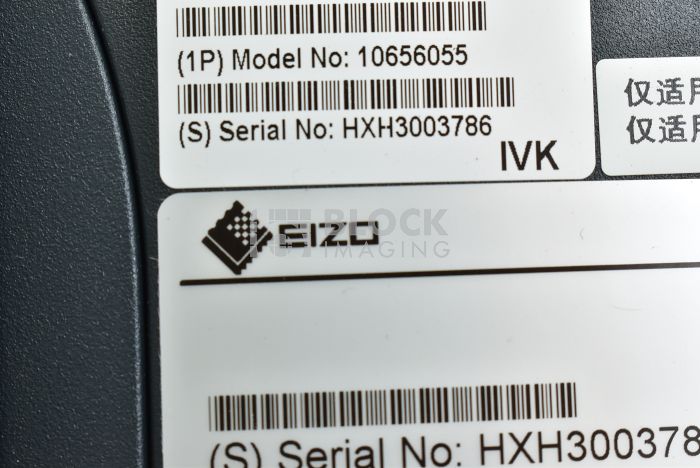 (1P) Model No: 10656055
(S) Serial No: HXH3003786
IVK
仅适用
仅适用
EIZO
BLOCK
IMAGING
(S) Serial No: HXH300378